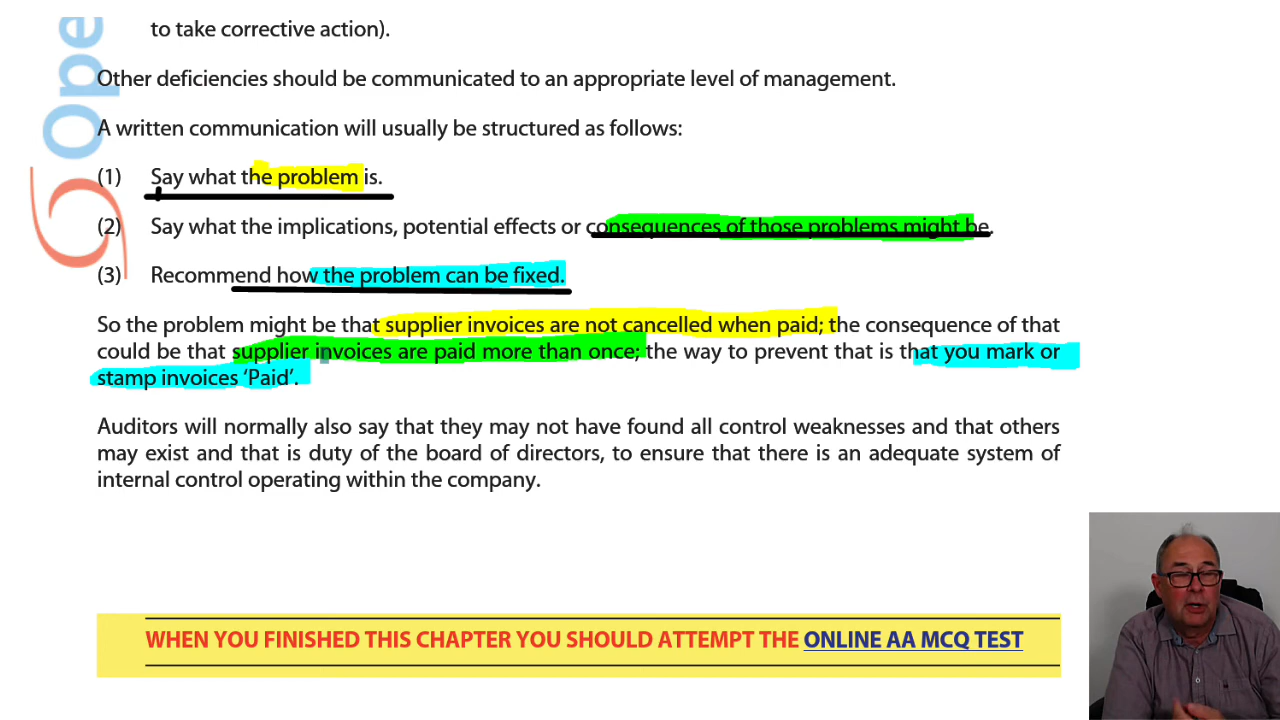 to take corrective action).
Other deficiencies should be communicated to an appropriate level of management.
A written communication will usually be structured as follows:
(1) Say what the problem is.
(2) Say what the implications, potential effects or consequences of those problems might be.
(3) Recommend how the problem can be fixed.
So the problem might be that supplier invoices are not cancelled when paid; the consequence of that
could be that supplier invoices are paid more than once; the way to prevent that is that you mark or
stamp invoices ‘Paid’.
Auditors will normally also say that they may not have found all control weaknesses and that others
may exist and that is duty of the board of directors, to ensure that there is an adequate system of
internal control operating within the company.
WHEN YOU FINISHED THIS CHAPTER YOU SHOULD ATTEMPT THE ONLINE AA MCQ TEST
Ope